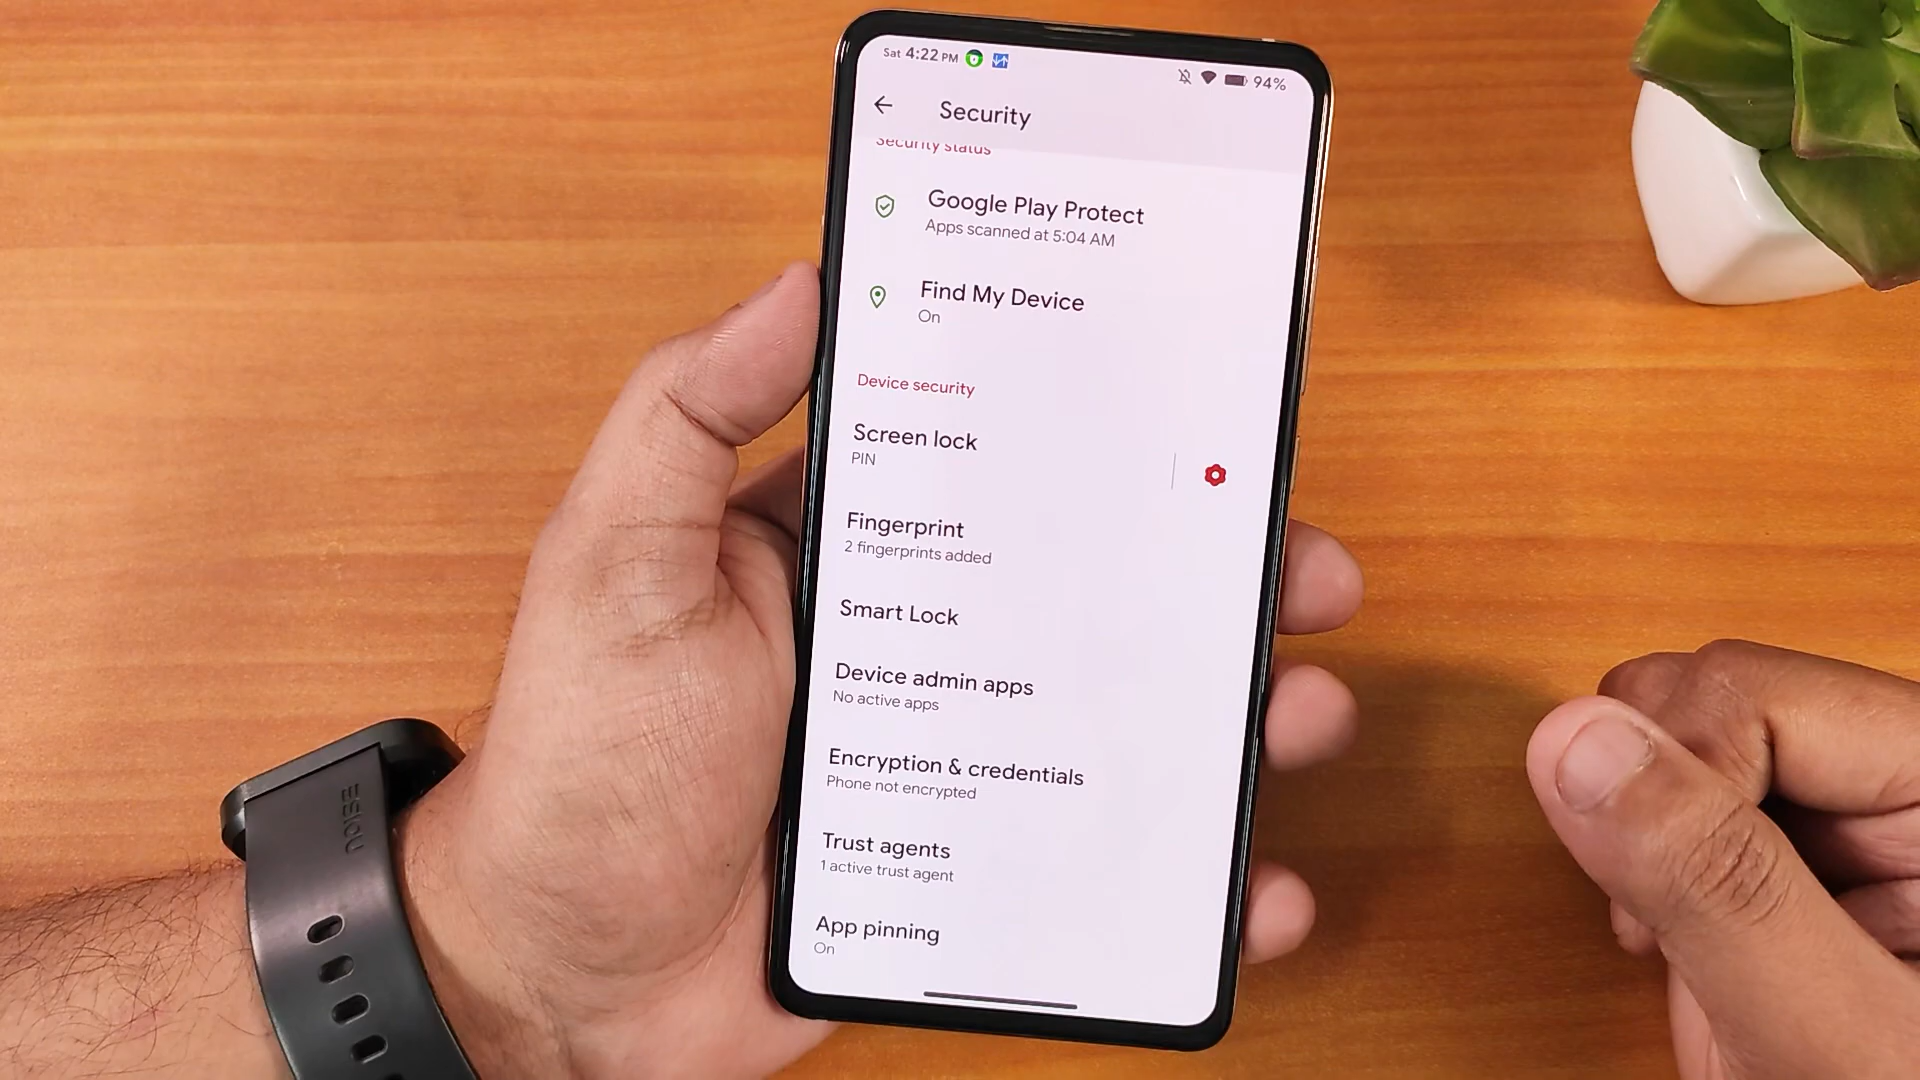 Sat 4:22 PM
94%
Security
Security status
Google Play Protect
Apps scanned at 5:04 AM
Find My Device
On
Device security
Screen lock
PIN
Fingerprint
2 fingerprints added
Smart Lock
Device admin apps
No active apps
Encryption & credentials
Phone not encrypted
Trust agents
1 active trust agent
App pinning
On
NOISE